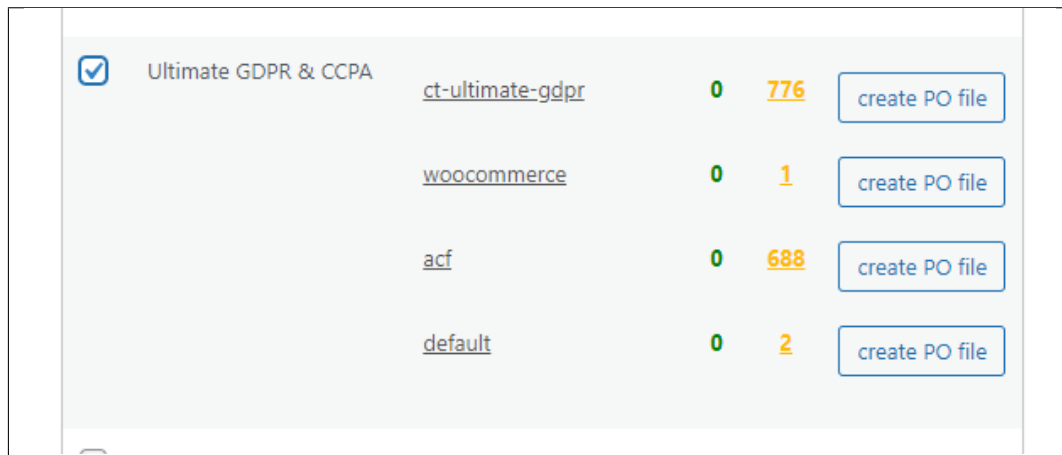 Ultimate GDPR & CCPA
ct-ultimate-gdpr 0 776 create PO file
woocommerce 0 1 create PO file
acf 0 688 create PO file
default 0 2 create PO file